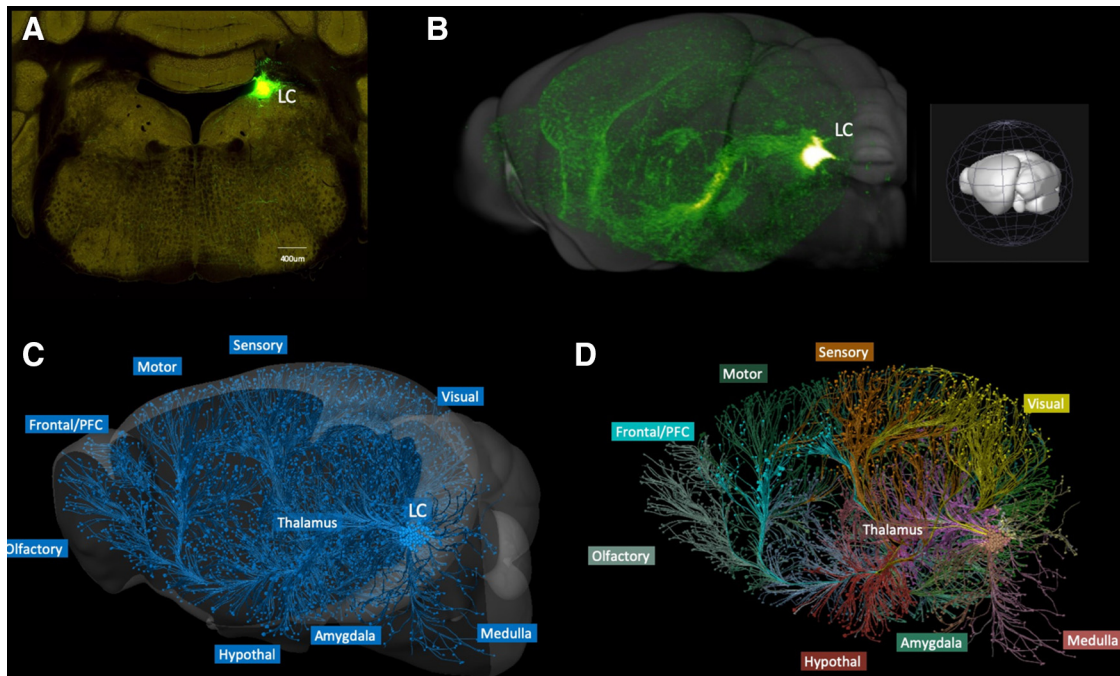 A
LC
400um
B
LC
C
Sensory
Motor
Visual
Frontal/PFC
LC
Thalamus
Olfactory
Amygdala
Medulla
Hypothal
D
Sensory
Motor
Visual
Frontal/PFC
Thalamus
Olfactory
Amygdala
Medulla
Hypothal